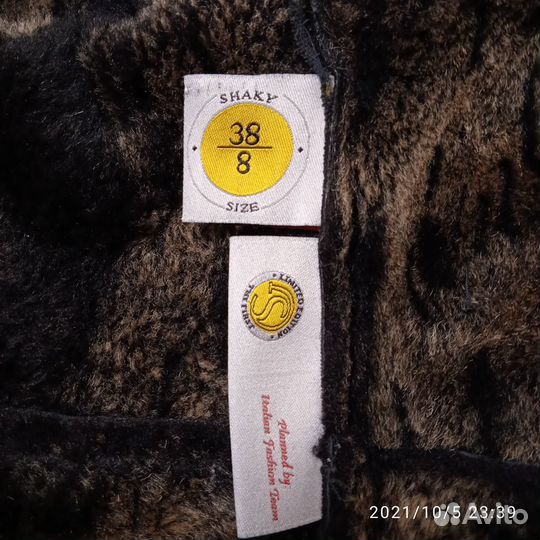 SHAKY
38
8
SIZE
THE FIRST
LIMITED EDITION
Planned by
Italian Fashion Team
2021/10/5 23:39
Avito